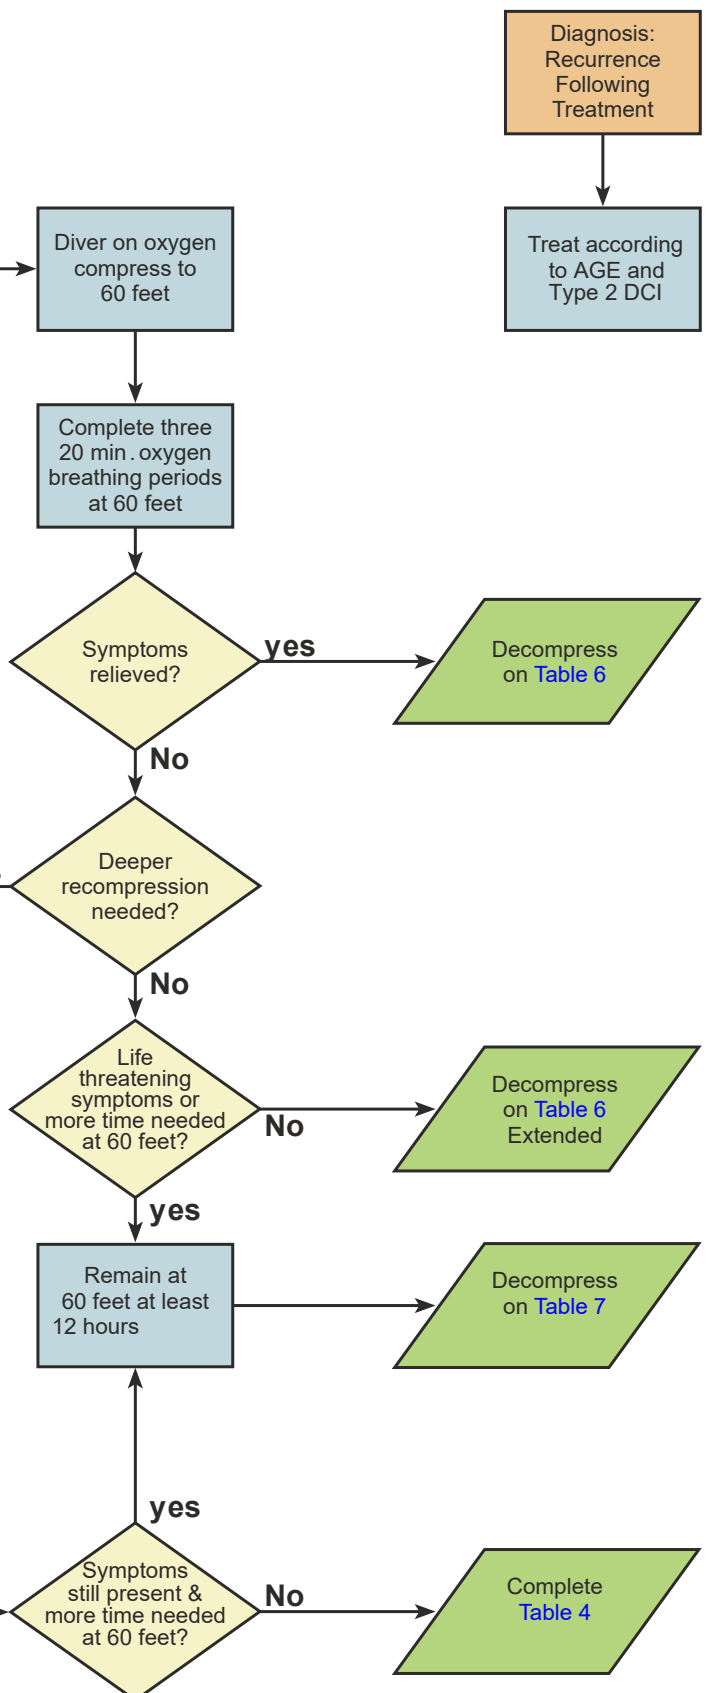 Diagnosis:
Recurrence
Following
Treatment
Diver on oxygen
compress to
60 feet
Treat according
to AGE and
Type 2 DCI
Complete three
20 min. oxygen
breathing periods
at 60 feet
Symptoms
relieved?
yes
Decompress
on Table 6
No
Deeper
recompression
needed?
No
Life
threatening
symptoms or
more time needed
at 60 feet?
No
Decompress
on Table 6
Extended
yes
Remain at
60 feet at least
12 hours
Decompress
on Table 7
yes
Symptoms
still present &
more time needed
at 60 feet?
No
Complete
Table 4